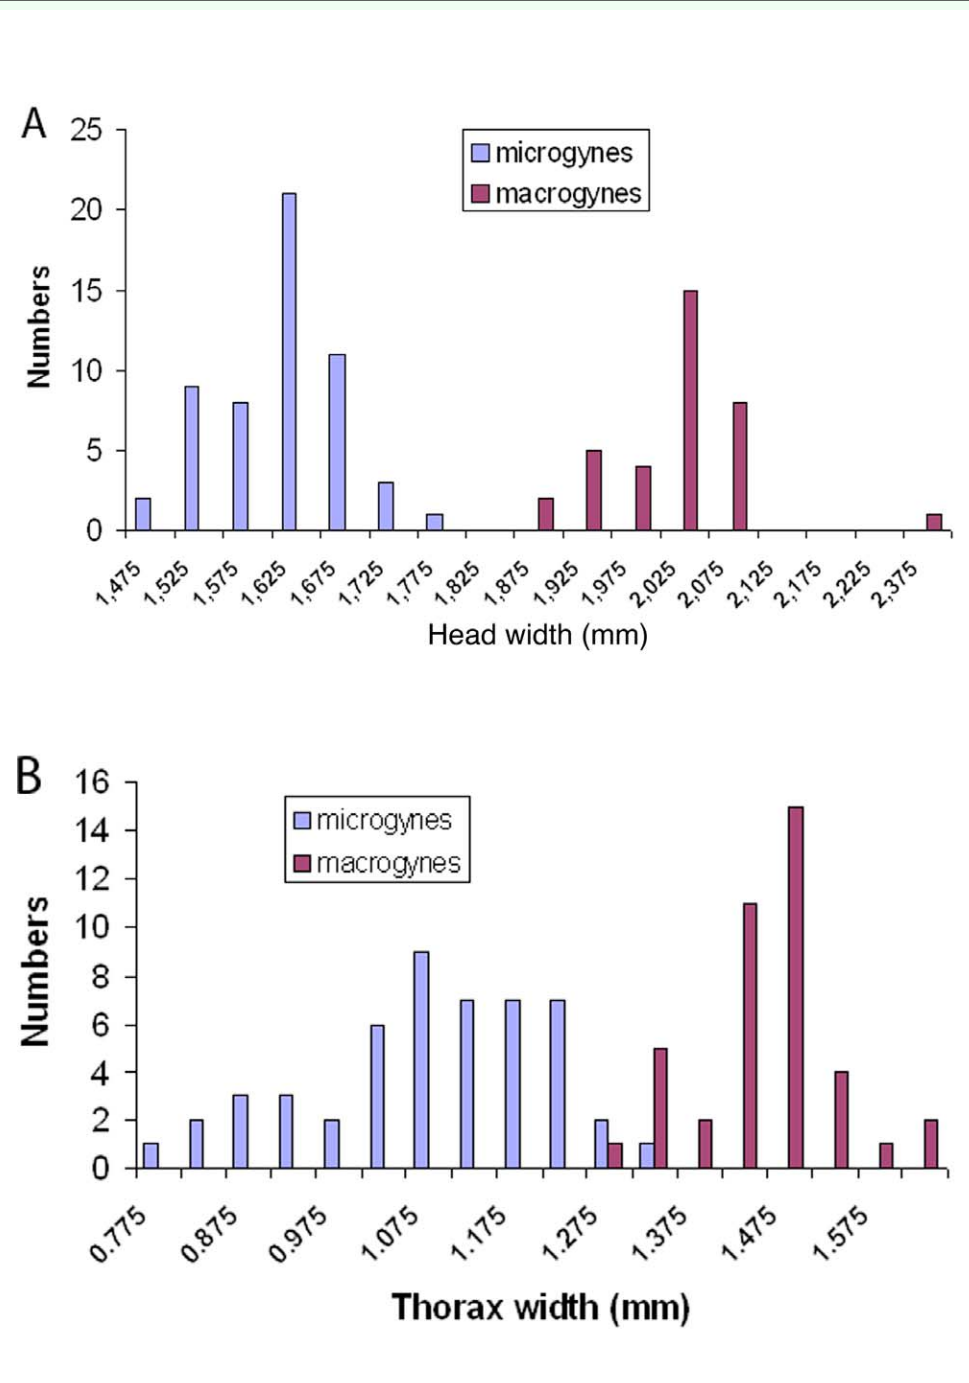 A
25
20
15
10
5
0
Numbers
microgynes
macrogynes
1,475 1,525 1,575 1,625 1,675 1,725 1,775 1,825 1,875 1,925 1,975 2,025 2,075 2,125 2,175 2,225 2,375
Head width (mm)
B
16
14
12
10
8
6
4
2
0
Numbers
microgynes
macrogynes
0.775 0.875 0.975 1.075 1.175 1.275 1.375 1.475 1.575
Thorax width (mm)